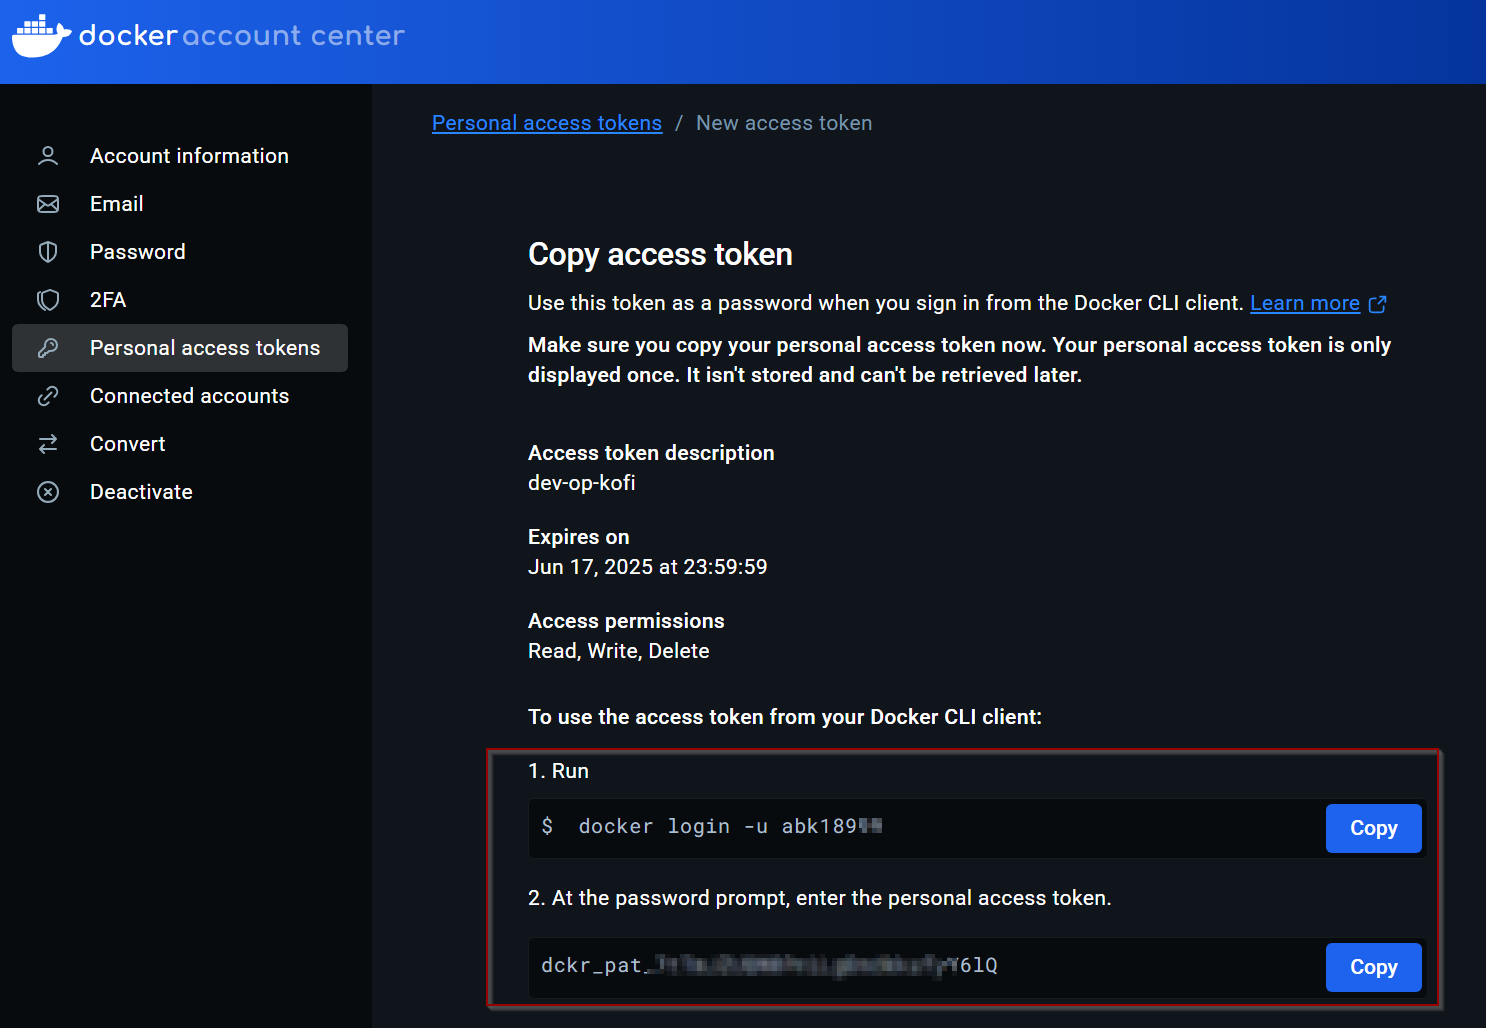 docker account center
Personal access tokens / New access token
Account information
Email
Password
2FA
Personal access tokens
Connected accounts
Convert
Deactivate
Copy access token
Use this token as a password when you sign in from the Docker CLI client. Learn more
Make sure you copy your personal access token now. Your personal access token is only
displayed once. It isn't stored and can't be retrieved later.
Access token description
dev-op-kofi
Expires on
Jun 17, 2025 at 23:59:59
Access permissions
Read, Write, Delete
To use the access token from your Docker CLI client:
1. Run
$ docker login -u abk189
Copy
2. At the password prompt, enter the personal access token.
dckr_pat_
Copy